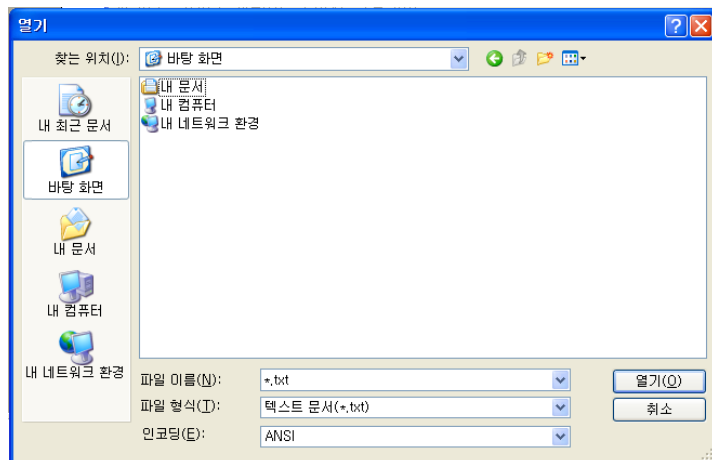 열기
찾는 위치(I):
바탕 화면
내 최근 문서
바탕 화면
내 문서
내 컴퓨터
내 네트워크 환경
내 문서
내 컴퓨터
내 네트워크 환경
파일 이름(N):
*.txt
열기(O)
파일 형식(T):
텍스트 문서(*.txt)
취소
인코딩(E):
ANSI